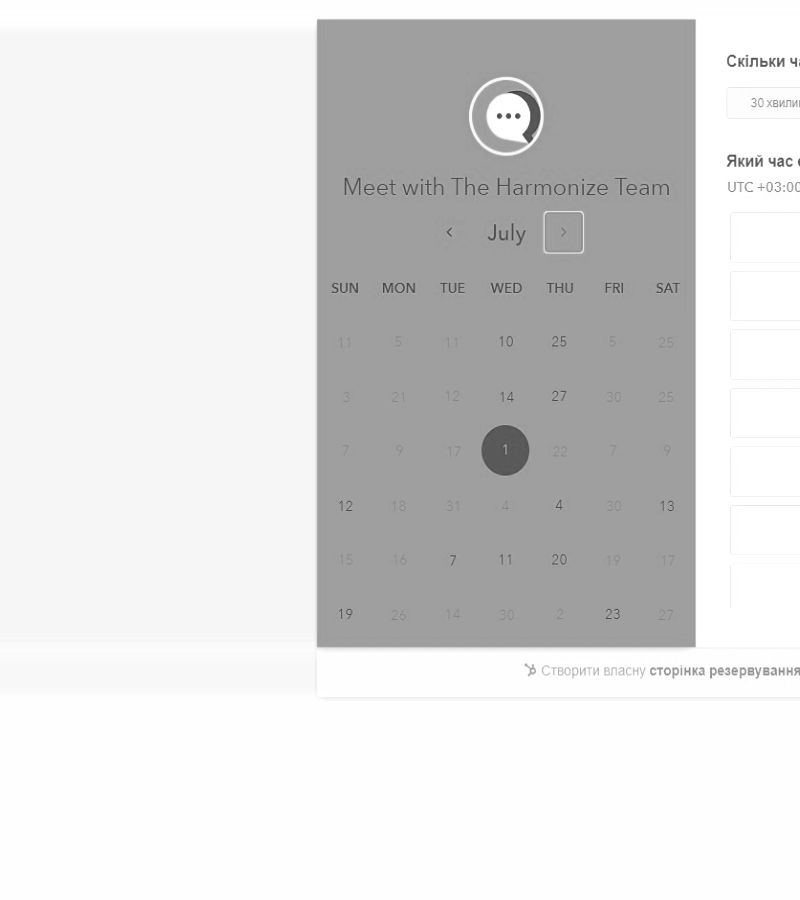 Meet with The Harmonize Team
July
SUN MON TUE WED THU FRI SAT
11 5 11 10 25 5 25
3 21 12 14 27 30 25
7 9 17 1 22 7 9
12 18 31 4 4 30 13
15 16 7 11 20 19 17
19 26 14 30 2 23 27
Скільки
30
Який час
UTC +03:00
Створити власну сторінка резервування